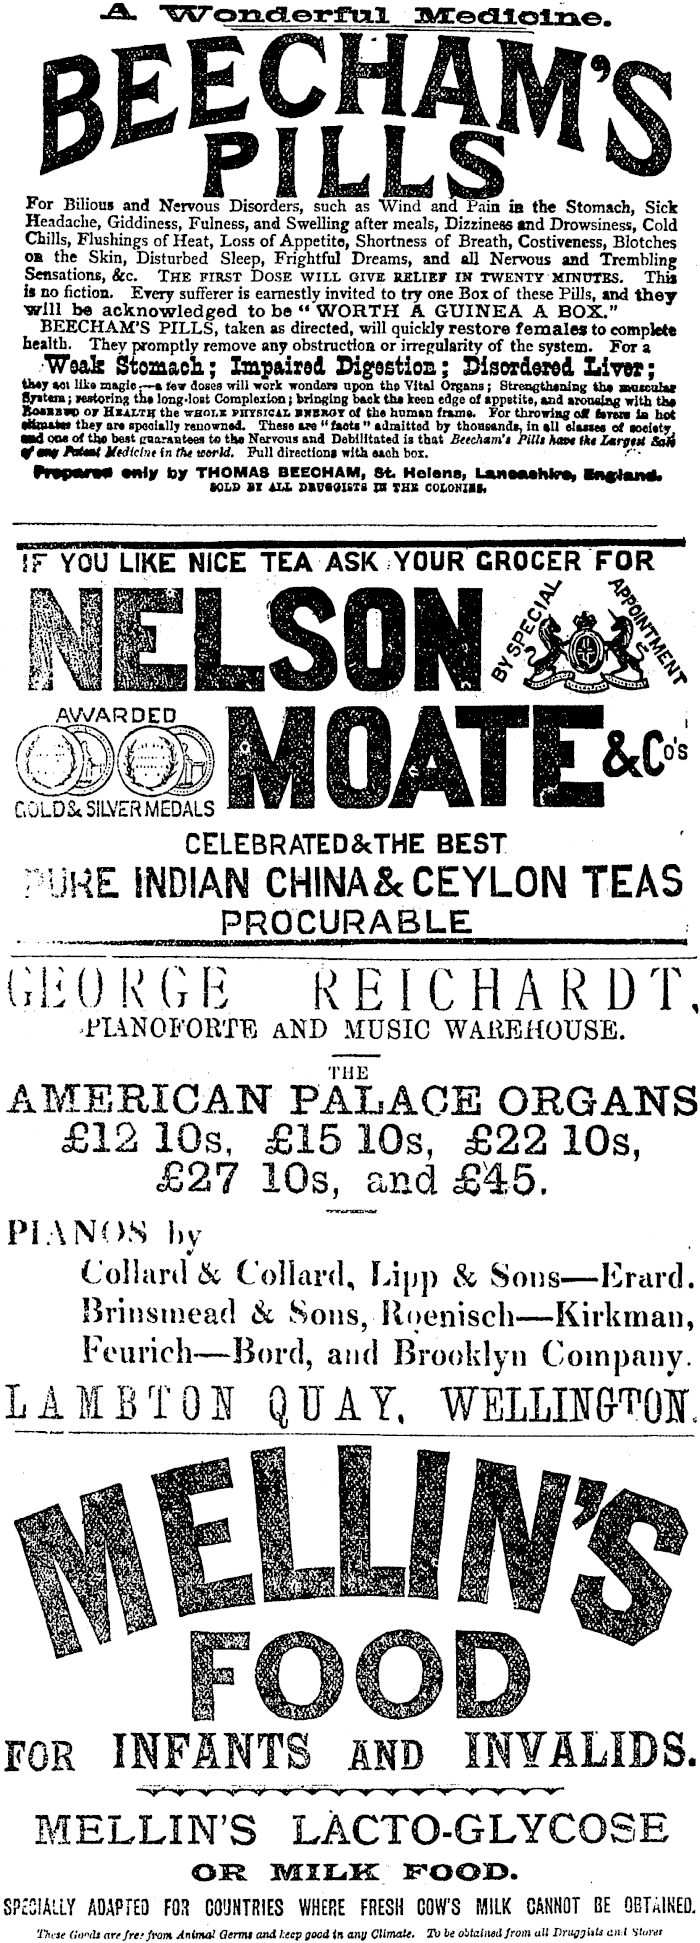 A Wonderful Medicine.
BEECHAM'S
PILLS
For Bilious and Nervous Disorders, such as Wind and Pain in the Stomach, Sick
Headache, Giddiness, Fulness, and Swelling after meals, Dizziness and Drowsiness, Cold
Chills, Flushings of Heat, Loss of Appetite, Shortness of Breath, Costiveness, Blotches
on the Skin, Disturbed Sleep, Frightful Dreams, and all Nervous and Trembling
Sensations, &c. THE FIRST DOSE WILL GIVE RELIEF IN TWENTY MINUTES. This
is no fiction. Every sufferer is earnestly invited to try one Box of these Pills, and they
will be acknowledged to be "WORTH A GUINEA A BOX."
BEECHAM'S PILLS, taken as directed, will quickly restore females to complete
health. They promptly remove any obstruction or irregularity of the system. For a
Weak Stomach; Impaired Digestion; Disordered Liver;
they act like magic:—a few doses will work wonders upon the Vital Organs; Strengthening the muscular
System; restoring the long-lost Complexion; bringing back the keen edge of appetite, and arousing with the
ROSEBUD OF HEALTH the WHOLE PHYSICAL ENERGY of the human frame. For throwing off fevers in hot
climates they are specially renowned. These are "facts" admitted by thousands, in all classes of society,
and one of the best guarantees to the Nervous and Debilitated is that Beecham's Pills have the Largest Sale
of any Patent Medicine in the world. Full directions with each box.
Prepared only by THOMAS BEECHAM, St. Helens, Lancashire, England.
SOLD BY ALL DRUGGISTS IN THE COLONIES.
IF YOU LIKE NICE TEA ASK YOUR GROCER FOR
NELSON
BY SPECIAL APPOINTMENT
AWARDED
MOATE & Co's
GOLD & SILVER MEDALS
CELEBRATED & THE BEST
PURE INDIAN CHINA & CEYLON TEAS
PROCURABLE
GEORGE REICHARDT,
PIANOFORTE AND MUSIC WAREHOUSE.
THE
AMERICAN PALACE ORGANS
£12 10s, £15 10s, £22 10s,
£27 10s, and £45.
PIANOS by
Collard & Collard, Lipp & Sons—Erard.
Brinsmead & Sons, Roenisch—Kirkman,
Feurich—Bord, and Brooklyn Company.
LAMBTON QUAY, WELLINGTON.
MELLIN'S
FOOD
FOR INFANTS AND INVALIDS.
MELLIN'S LACTO-GLYCOSE
OR MILK FOOD.
SPECIALLY ADAPTED FOR COUNTRIES WHERE FRESH COW'S MILK CANNOT BE OBTAINED.
These Goods are free from Animal Germs and keep good in any Climate. To be obtained from all Druggists and Stores